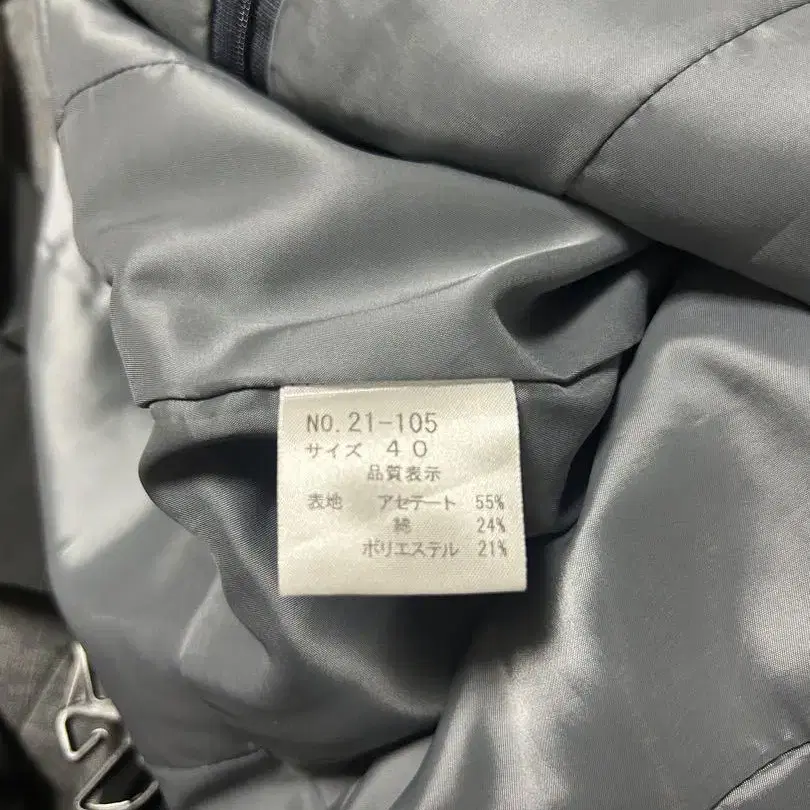 NO.21-105
サイズ 40
品質表示
表地 アセテート 55%
綿 24%
ポリエステル 21%